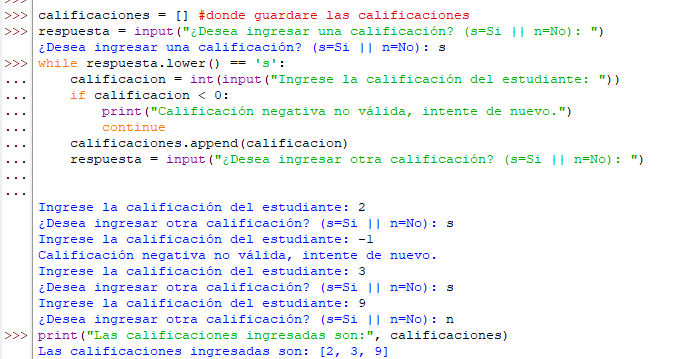 >>>
>>> calificaciones = [] #donde guardare las calificaciones
>>> respuesta = input("¿Desea ingresar una calificación? (s=Si || n=No): ")
¿Desea ingresar una calificación? (s=Si || n=No): s
>>> while respuesta.lower() == 's':
...     calificacion = int(input("Ingrese la calificación del estudiante: "))
...     if calificacion < 0:
...         print("Calificación negativa no válida, intente de nuevo.")
...         continue
...     calificaciones.append(calificacion)
...     respuesta = input("¿Desea ingresar otra calificación? (s=Si || n=No): ")
...
...
Ingrese la calificación del estudiante: 2
¿Desea ingresar otra calificación? (s=Si || n=No): s
Ingrese la calificación del estudiante: -1
Calificación negativa no válida, intente de nuevo.
Ingrese la calificación del estudiante: 3
¿Desea ingresar otra calificación? (s=Si || n=No): s
Ingrese la calificación del estudiante: 9
¿Desea ingresar otra calificación? (s=Si || n=No): n
>>> print("Las calificaciones ingresadas son:", calificaciones)
Las calificaciones ingresadas son: [2, 3, 9]